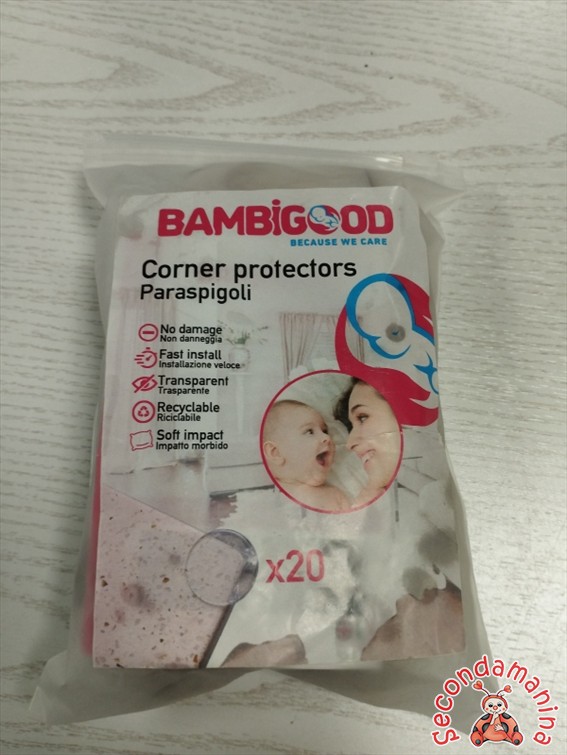 BAMBiGOOD
BECAUSE WE CARE
Corner protectors
Paraspigoli
No damage
Non danneggia
Fast install
Installazione veloce
Transparent
Trasparente
Recyclable
Riciclabile
Soft impact
Impatto morbido
x20
Secondamanina